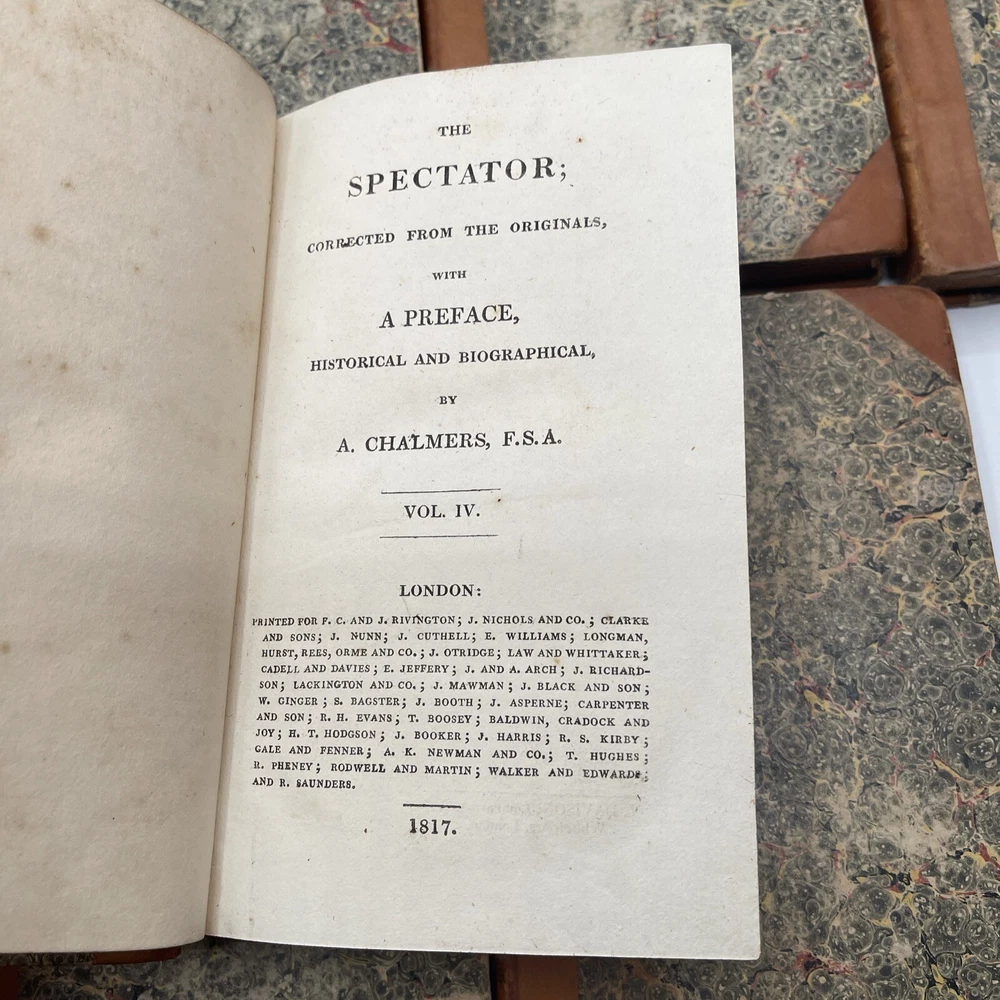 THE
SPECTATOR;
CORRECTED FROM THE ORIGINALS,
WITH
A PREFACE,
HISTORICAL AND BIOGRAPHICAL,
BY
A. CHALMERS, F.S.A.
VOL. IV.
LONDON:
PRINTED FOR F. C. AND J. RIVINGTON; J. NICHOLS AND CO.; CLARKE
AND SONS; J. NUNN; J. CUTHELL; E. WILLIAMS; LONGMAN,
HURST, REES, ORME AND CO.; J. OTRIDGE; LAW AND WHITTAKER;
CADELL AND DAVIES; E. JEFFERY; J. AND A. ARCH; J. RICHARD-
SON; LACKINGTON AND CO.; J. MAWMAN; J. BLACK AND SON;
W. GINGER; S. BAGSTER; J. BOOTH; J. ASPERNE; CARPENTER
AND SON; R. H. EVANS; T. BOOSEY; BALDWIN, CRADOCK AND
JOY; H. T. HODGSON; J. BOOKER; J. HARRIS; R. S. KIRBY;
GALE AND FENNER; A. K. NEWMAN AND CO.; T. HUGHES;
R. PHENEY; RODWELL AND MARTIN; WALKER AND EDWARDS;
AND R. SAUNDERS.
1817.